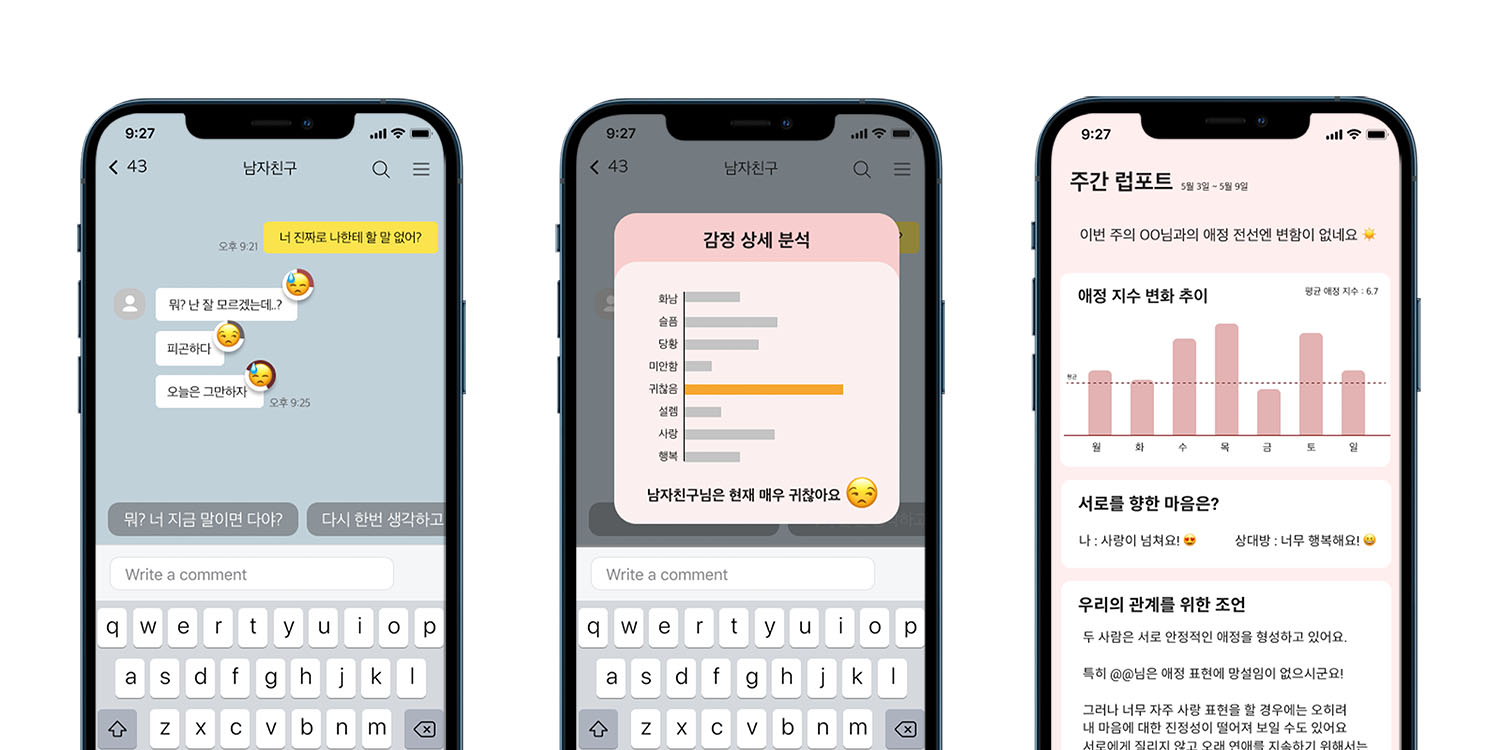 9:27
43
남자친구
너 진짜로 나한테 할 말 없어?
오후 9:21
뭐? 난 잘 모르겠는데..?
피곤하다
오늘은 그만하자
오후 9:25
뭐? 너 지금 말이면 다야?
다시 한번 생각하고
Write a comment
q w e r t y u i o p
a s d f g h j k l
z x c v b n m
9:27
43
남자친구
?
감정 상세 분석
화남
슬픔
당황
미안함
귀찮음
설렘
사랑
행복
남자친구님은 현재 매우 귀찮아요
하고
Write a comment
q w e r t y u i o p
a s d f g h j k l
z x c v b n m
9:27
주간 럽포트 5월 3일 ~ 5월 9일
이번 주의 OO님과의 애정 전선엔 변함이 없네요
애정 지수 변화 추이
평균 애정 지수 : 6.7
평균
월 화 수 목 금 토 일
서로를 향한 마음은?
나 : 사랑이 넘쳐요!
상대방 : 너무 행복해요!
우리의 관계를 위한 조언
두 사람은 서로 안정적인 애정을 형성하고 있어요.
특히 @@님은 애정 표현에 망설임이 없으시군요!
그러나 너무 자주 사랑 표현을 할 경우에는 오히려
내 마음에 대한 진정성이 떨어져 보일 수도 있어요
서로에게 질리지 않고 오래 연애를 지속하기 위해서는